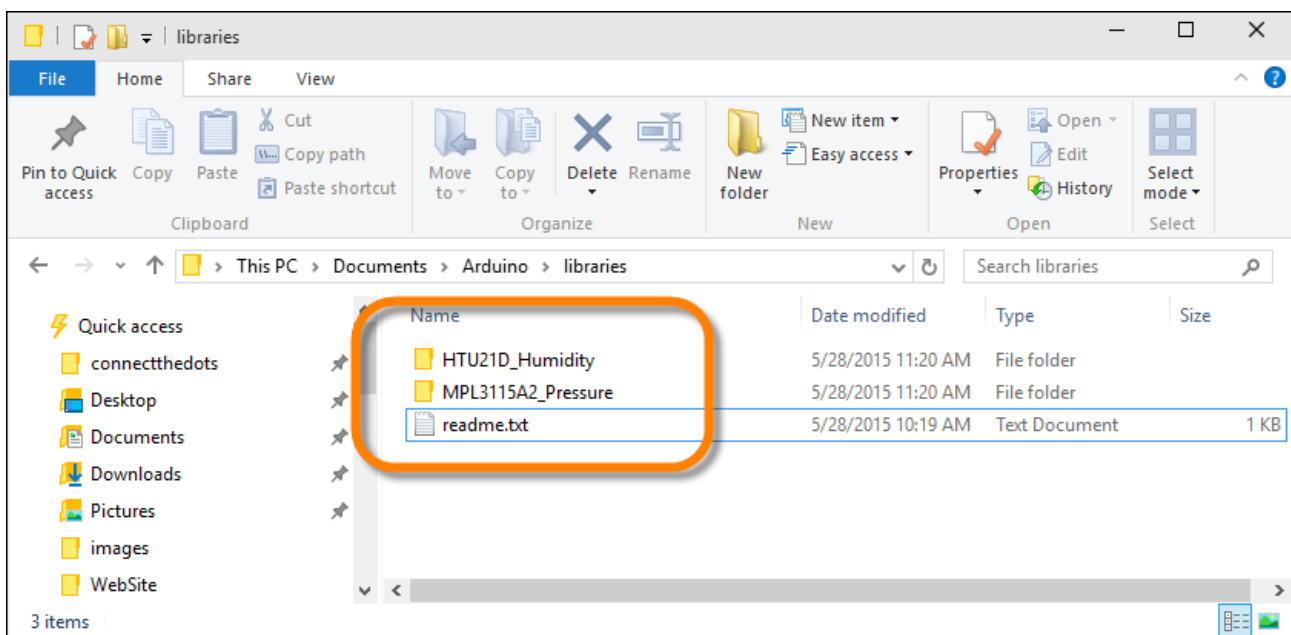 libraries
File Home Share View
Pin to Quick access
Copy
Paste
Cut
Copy path
Paste shortcut
Clipboard
Move to
Copy to
Delete
Rename
Organize
New folder
New item
Easy access
New
Properties
Open
Edit
History
Open
Select mode
Select
This PC > Documents > Arduino > libraries
Search libraries
Quick access
connectthedots
Desktop
Documents
Downloads
Pictures
images
WebSite
Name Date modified Type Size
HTU21D_Humidity 5/28/2015 11:20 AM File folder
MPL3115A2_Pressure 5/28/2015 11:20 AM File folder
readme.txt 5/28/2015 10:19 AM Text Document 1 KB
3 items